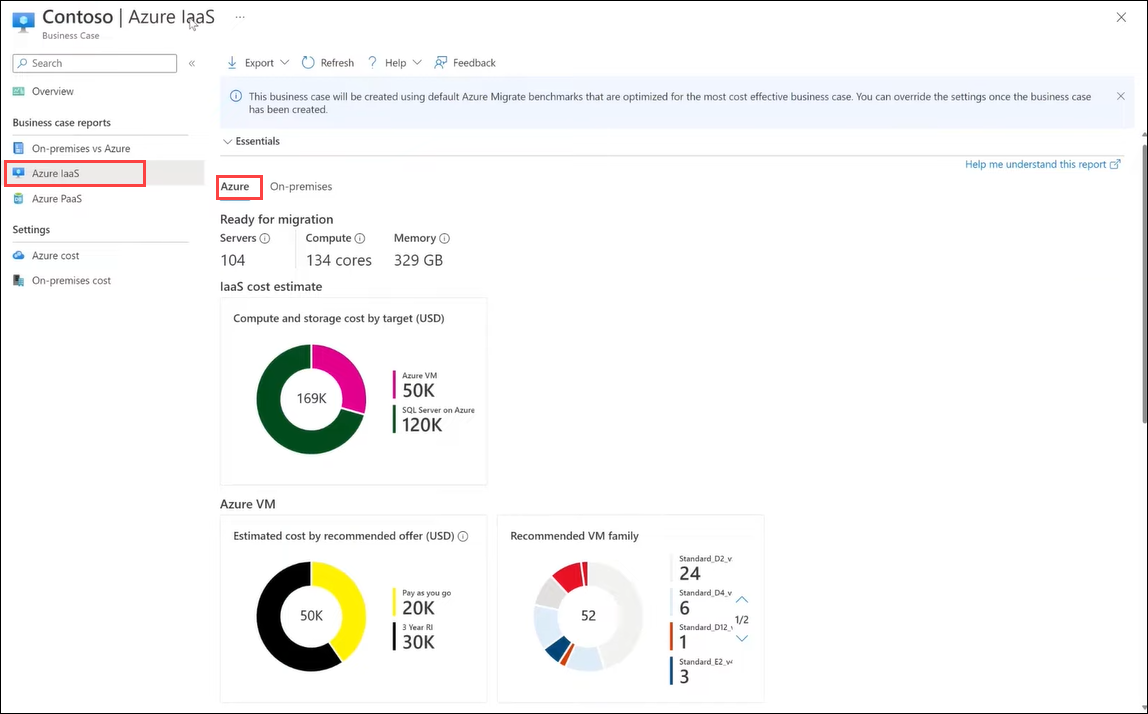 Contoso | Azure IaaS ...
Business Case
Search «
Overview
Business case reports
On-premises vs Azure
Azure IaaS
Azure PaaS
Settings
Azure cost
On-premises cost
Export Refresh ? Help Feedback
This business case will be created using default Azure Migrate benchmarks that are optimized for the most cost effective business case. You can override the settings once the business case
has been created.
Essentials
Help me understand this report
Azure On-premises
Ready for migration
Servers Compute Memory
104 134 cores 329 GB
IaaS cost estimate
Compute and storage cost by target (USD)
169K
Azure VM
50K
SQL Server on Azure
120K
Azure VM
Estimated cost by recommended offer (USD)
50K
Pay as you go
20K
3 Year RI
30K
Recommended VM family
52
Standard_D2_v
24
Standard_D4_v
6
Standard_D12_v
1
Standard_E2_v4
3
1/2